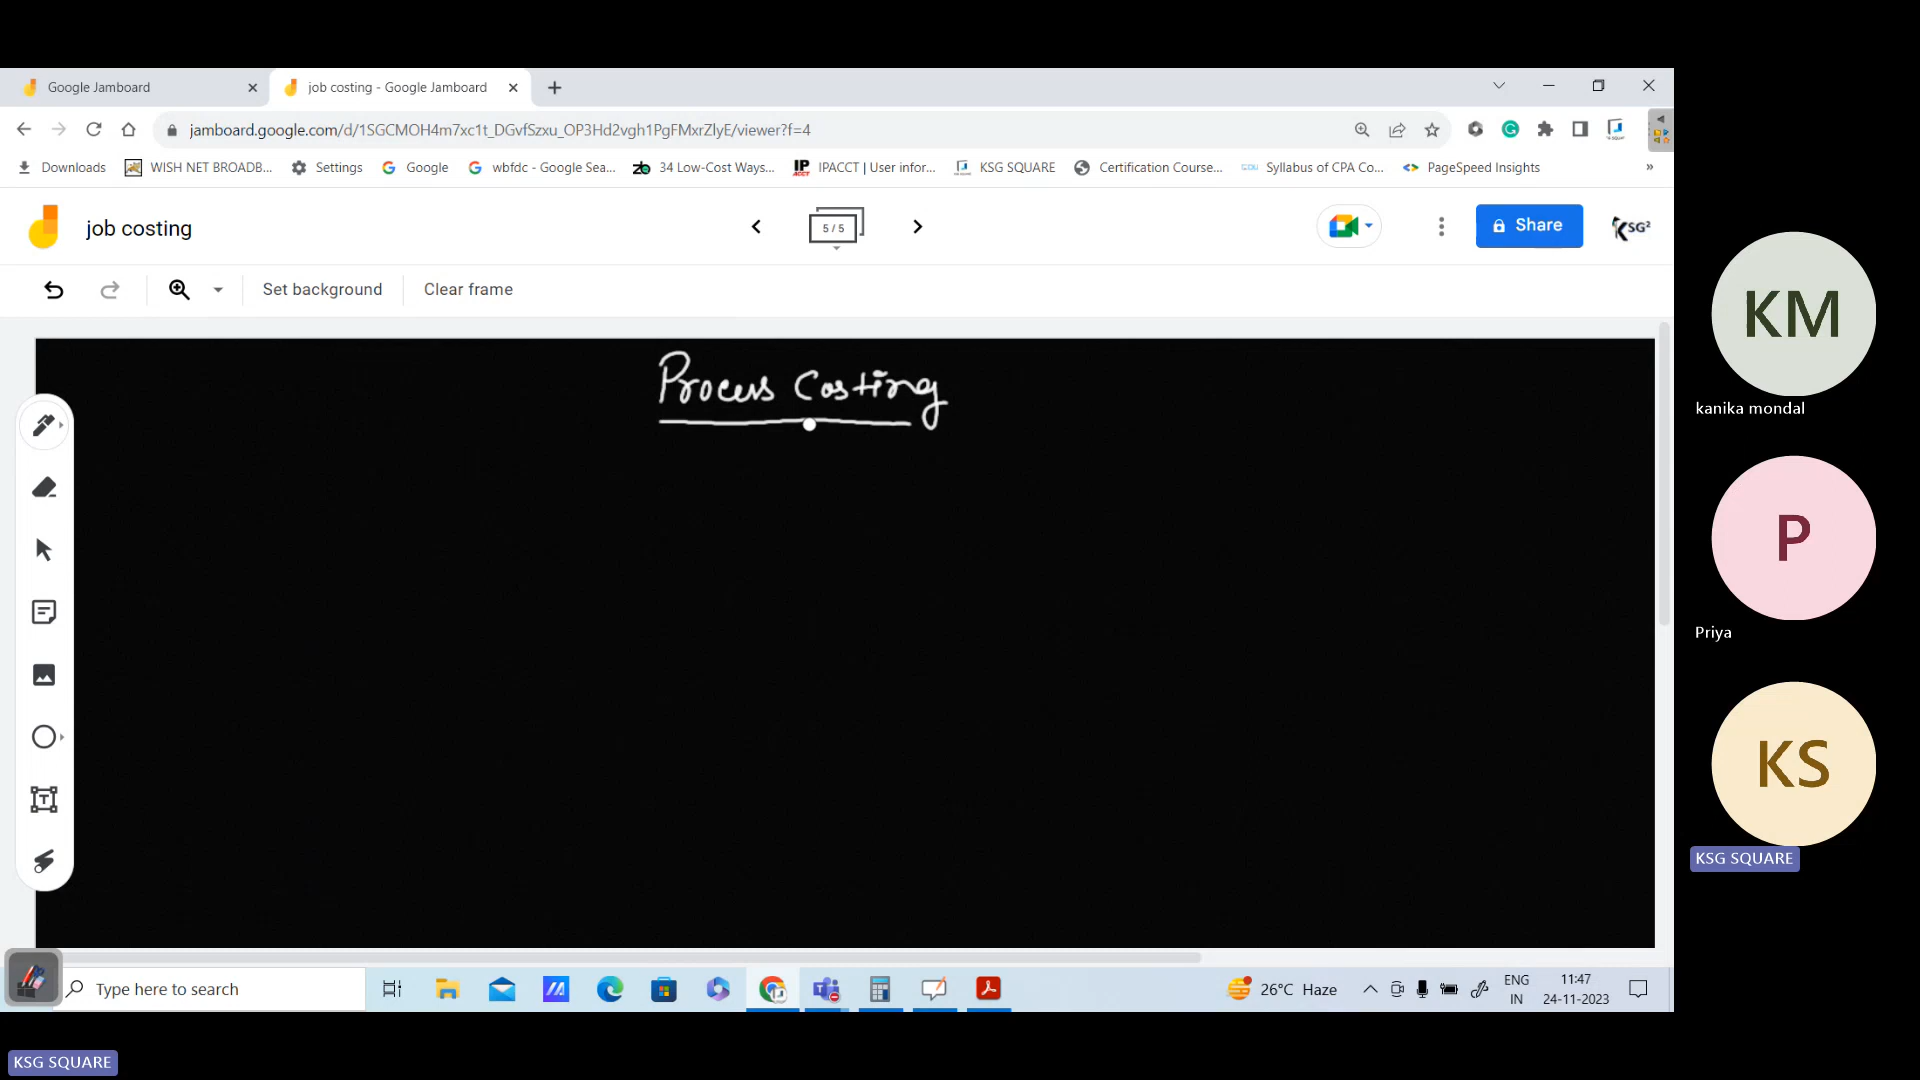 Google Jamboard
job costing - Google Jamboard
jamboard.google.com/d/1SGCMOH4m7xc1t_DGvfSzxu_OP3Hd2vgh1PgFMxrZlyE/viewer?f=4
Downloads WISH NET BROADB... Settings Google wbfdc - Google Sea... 34 Low-Cost Ways... IPACCT | User infor... KSG SQUARE Certification Course... Syllabus of CPA Co... PageSpeed Insights »
job costing
5 / 5
Share
KSG²
Set background Clear frame
Process Costing
KM
kanika mondal
P
Priya
KS
KSG SQUARE
Type here to search
26°C Haze
ENG
IN
11:47
24-11-2023
KSG SQUARE